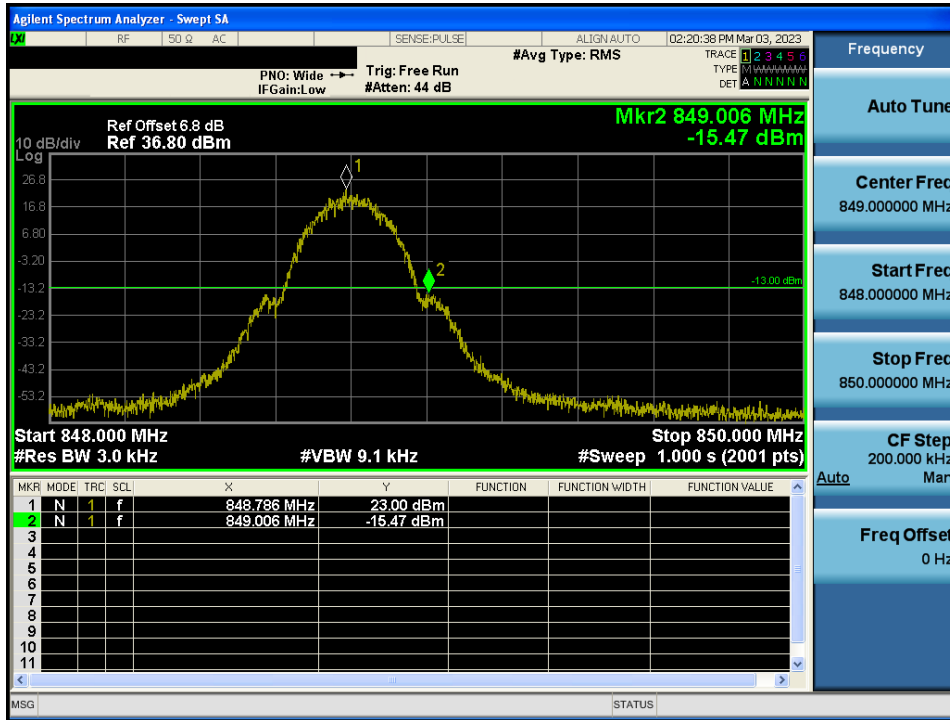 Agilent Spectrum Analyzer - Swept SA
LXI RF 50 Ω AC SENSE:PULSE ALIGN AUTO 02:20:38 PM Mar 03, 2023
Frequency
#Avg Type: RMS
TRACE 1 2 3 4 5 6
PNO: Wide Trig: Free Run
TYPE M
IFGain:Low #Atten: 44 dB
DET A N N N N N
Auto Tune
Mkr2 849.006 MHz
Ref Offset 6.8 dB
-15.47 dBm
10 dB/div Ref 36.80 dBm
Log
1
26.8
16.8
6.80
-3.20
2
-13.00 dBm
-13.2
-23.2
-33.2
-43.2
-53.2
Start 848.000 MHz Stop 850.000 MHz
#Res BW 3.0 kHz #VBW 9.1 kHz #Sweep 1.000 s (2001 pts)
Center Freq
849.000000 MHz
Start Freq
848.000000 MHz
Stop Freq
850.000000 MHz
CF Step
200.000 kHz
Auto Man
Freq Offset
0 Hz
MKR MODE TRC SCL X Y FUNCTION FUNCTION WIDTH FUNCTION VALUE
1 N 1 f 848.786 MHz 23.00 dBm
2 N 1 f 849.006 MHz -15.47 dBm
3
4
5
6
7
8
9
10
11
MSG STATUS